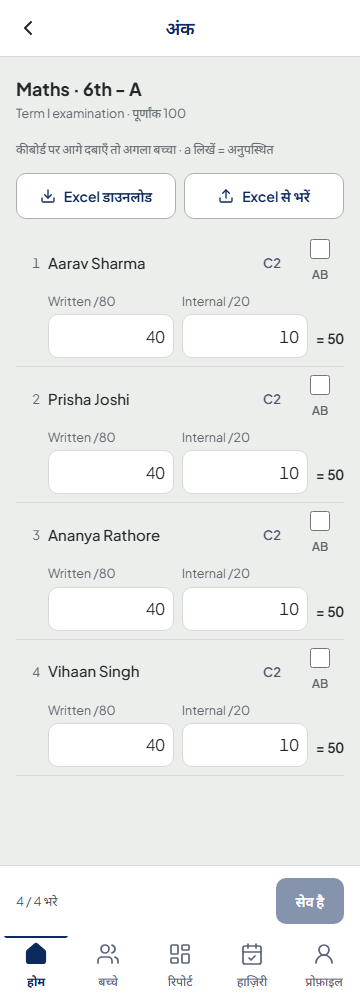 अंक
Maths · 6th - A
Term I examination · पूर्णांक 100
कीबोर्ड पर आगे दबाएँ तो अगला बच्चा · a लिखें = अनुपस्थित
Excel डाउनलोड
Excel से भरें
1 Aarav Sharma C2
AB
Written /80 Internal /20
40 10 = 50
2 Prisha Joshi C2
AB
Written /80 Internal /20
40 10 = 50
3 Ananya Rathore C2
AB
Written /80 Internal /20
40 10 = 50
4 Vihaan Singh C2
AB
Written /80 Internal /20
40 10 = 50
4 / 4 भरे
सेव है
होम बच्चे रिपोर्ट हाज़िरी प्रोफ़ाइल